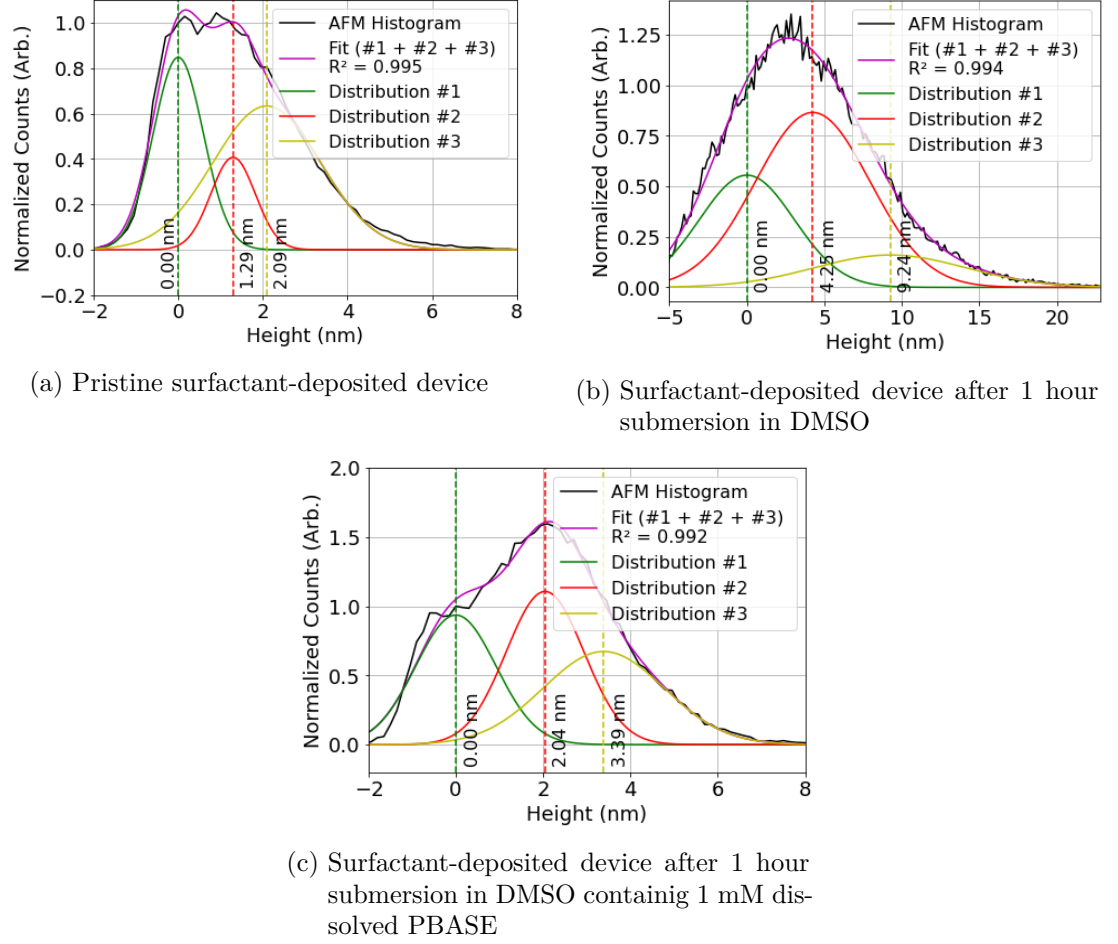 1.0
0.8
0.6
0.4
0.2
0.0
−0.2
Normalized Counts (Arb.)
AFM Histogram
Fit (#1 + #2 + #3)
R² = 0.995
Distribution #1
Distribution #2
Distribution #3
0.00 nm
1.29 nm
2.09 nm
−2 0 2 4 6 8
Height (nm)
(a) Pristine surfactant-deposited device
1.25
1.00
0.75
0.50
0.25
0.00
Normalized Counts (Arb.)
AFM Histogram
Fit (#1 + #2 + #3)
R² = 0.994
Distribution #1
Distribution #2
Distribution #3
0.00 nm
4.25 nm
9.24 nm
−5 0 5 10 15 20
Height (nm)
(b) Surfactant-deposited device after 1 hour
submersion in DMSO
2.0
1.5
1.0
0.5
0.0
Normalized Counts (Arb.)
AFM Histogram
Fit (#1 + #2 + #3)
R² = 0.992
Distribution #1
Distribution #2
Distribution #3
0.00 nm
2.04 nm
3.39 nm
−2 0 2 4 6 8
Height (nm)
(c) Surfactant-deposited device after 1 hour
submersion in DMSO containig 1 mM dis-
solved PBASE